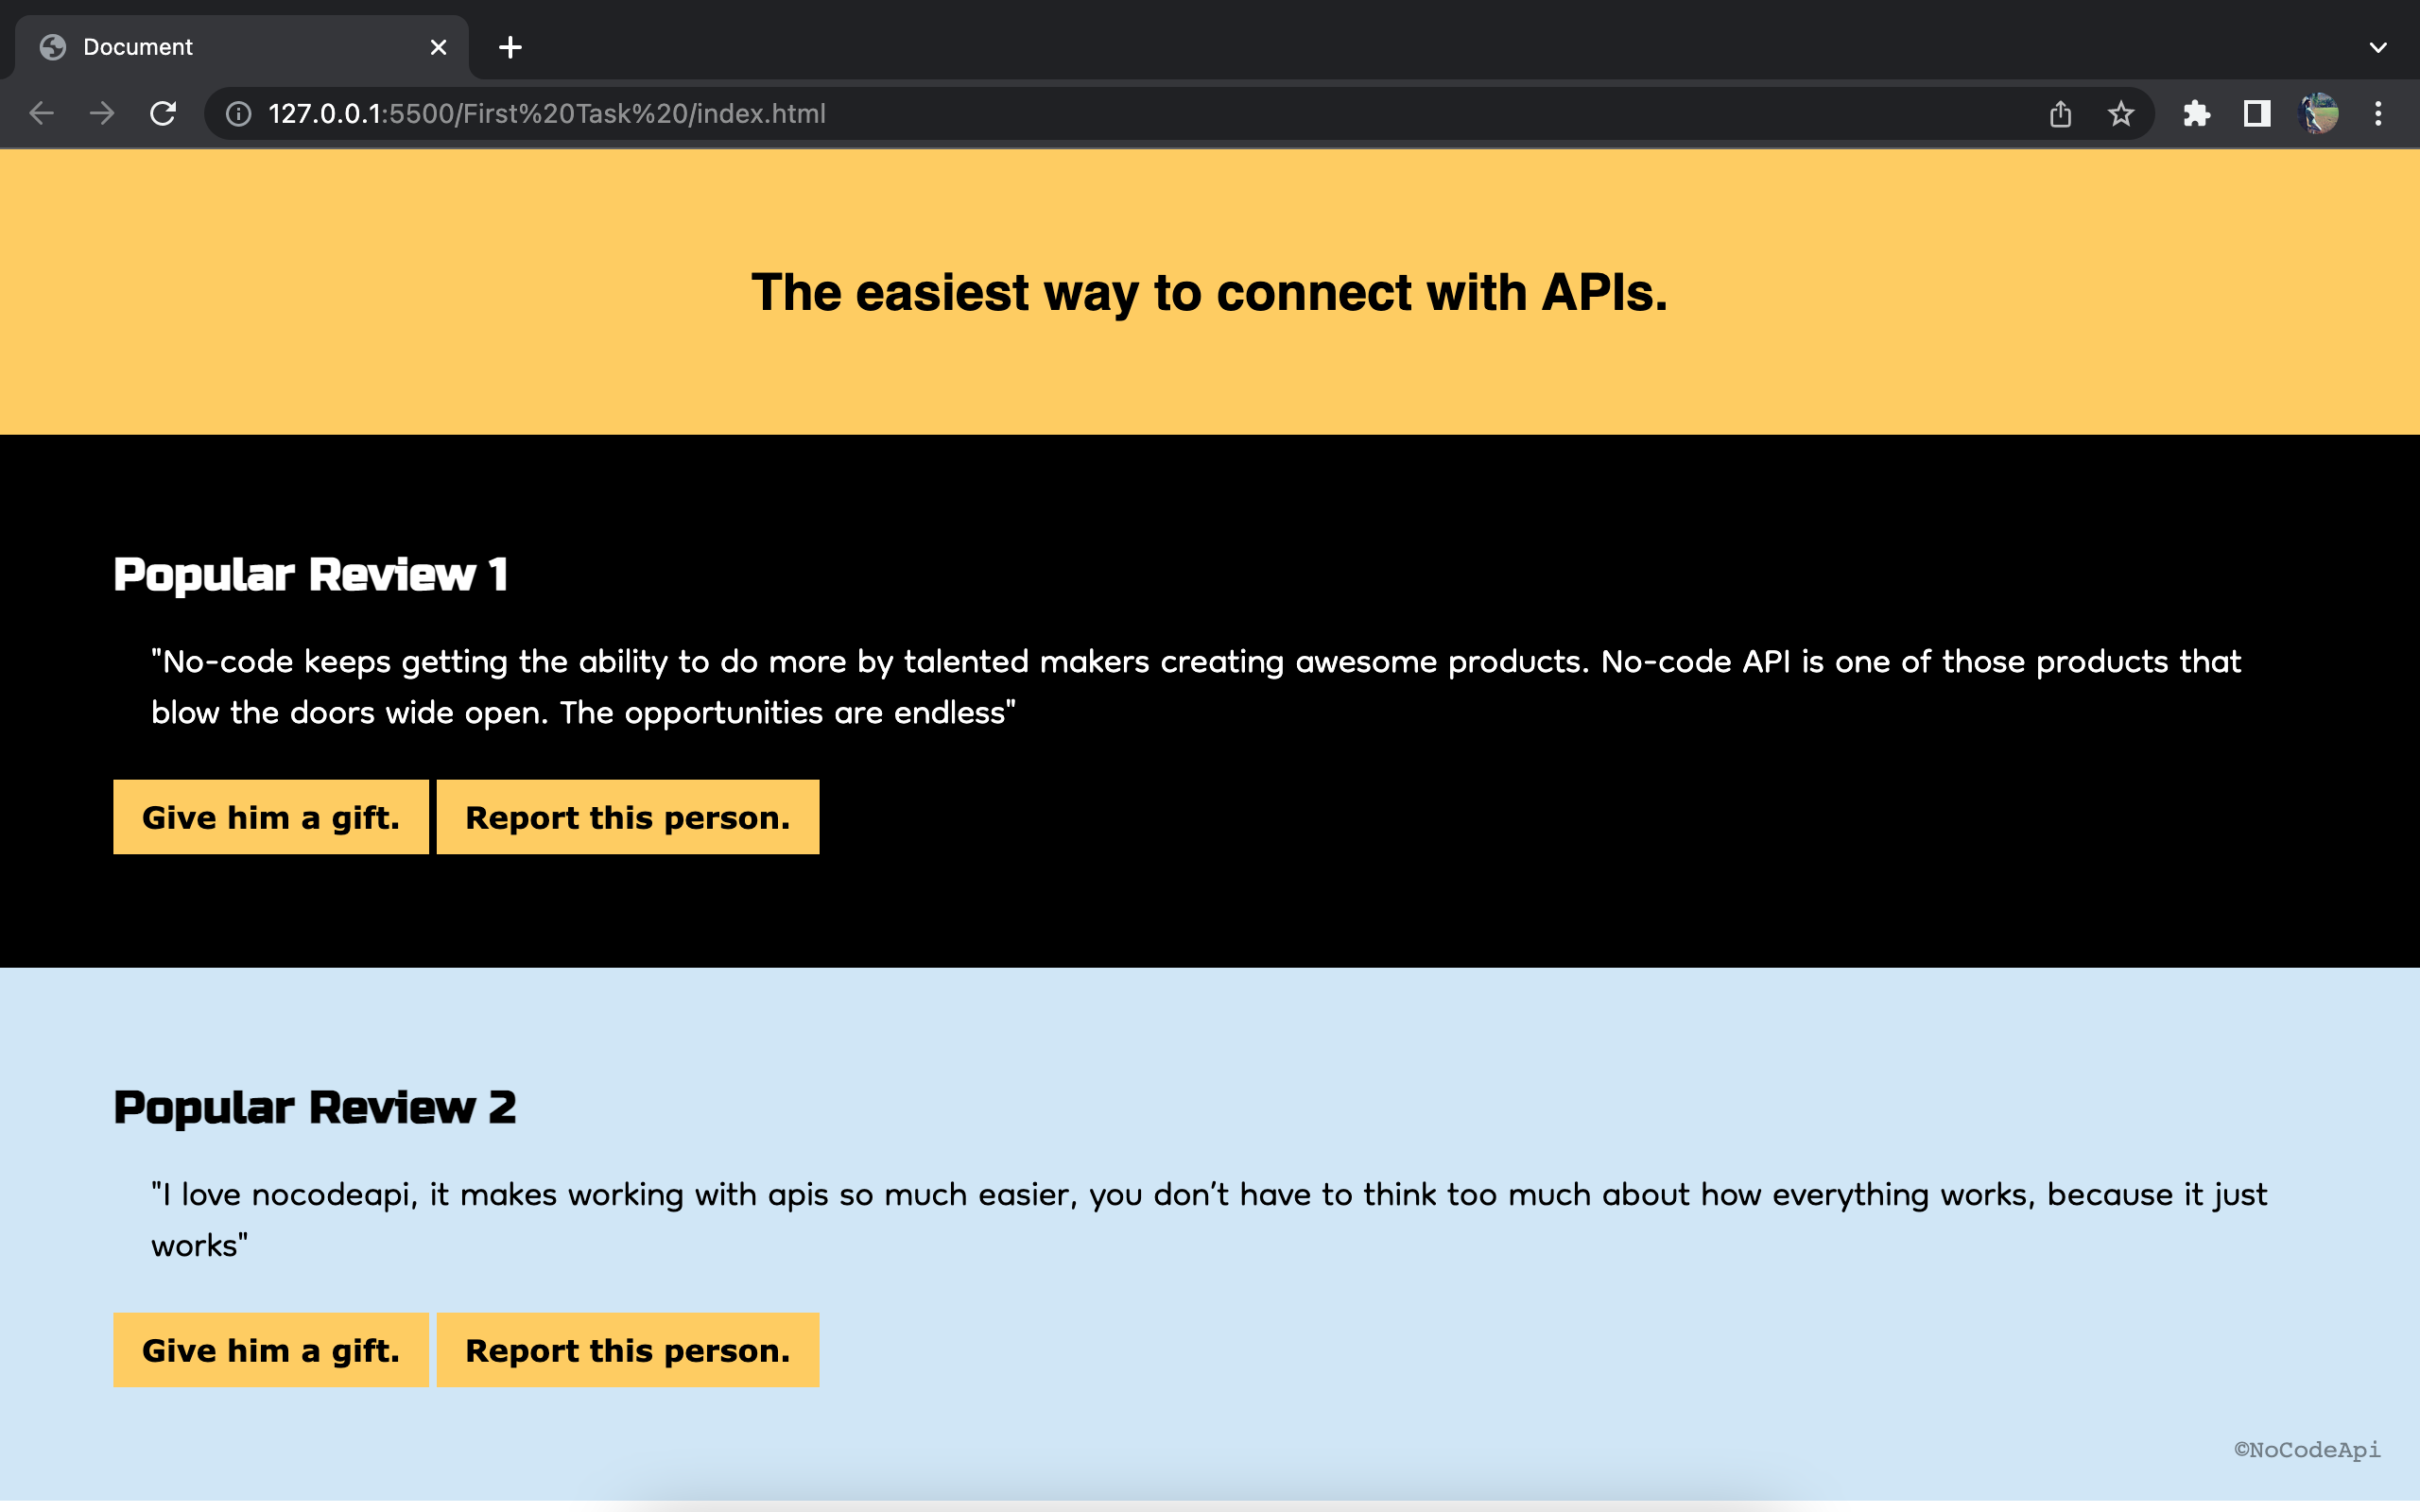 Document
127.0.0.1:5500/First%20Task%20/index.html
The easiest way to connect with APIs.
Popular Review 1
"No-code keeps getting the ability to do more by talented makers creating awesome products. No-code API is one of those products that
blow the doors wide open. The opportunities are endless"
Give him a gift. Report this person.
Popular Review 2
"I love nocodeapi, it makes working with apis so much easier, you don’t have to think too much about how everything works, because it just
works"
Give him a gift. Report this person.
©NoCodeApi